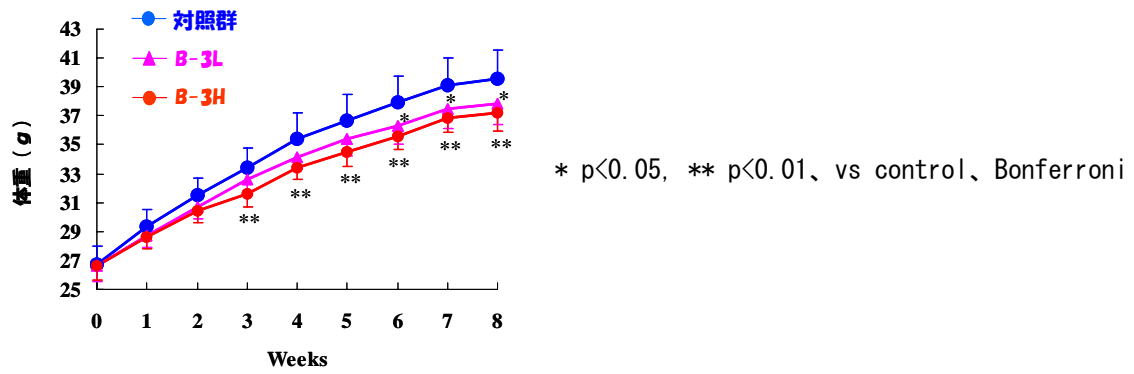 対照群
B-3L
B-3H
体重(g)
43
41
39
37
35
33
31
29
27
25
0 1 2 3 4 5 6 7 8
Weeks
*
*
*
**
**
**
**
**
**
* p<0.05, ** p<0.01、vs control、Bonferroni